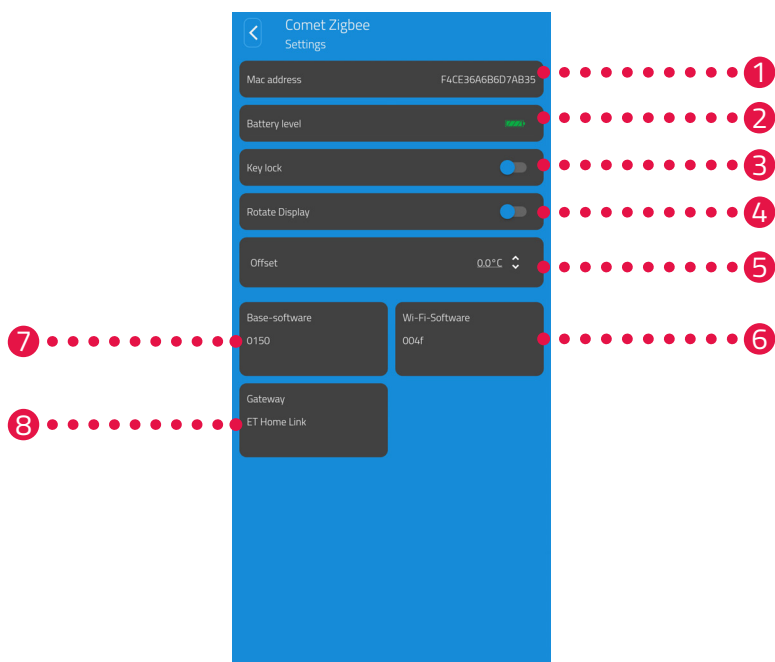 Comet Zigbee
Settings
Mac address F4CE36A6B6D7AB35 1
Battery level 2
Key lock 3
Rotate Display 4
Offset 0.0°C 5
Base-software Wi-Fi-Software
7 0150 004f 6
Gateway
8 ET Home Link